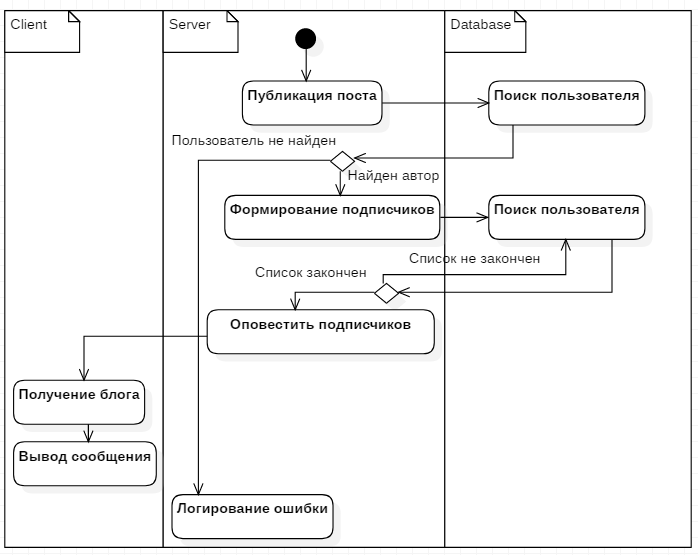 Client
Server
Database
Публикация поста
Поиск пользователя
Пользователь не найден
Найден автор
Формирование подписчиков
Поиск пользователя
Список не закончен
Список закончен
Оповестить подписчиков
Получение блога
Вывод сообщения
Логирование ошибки